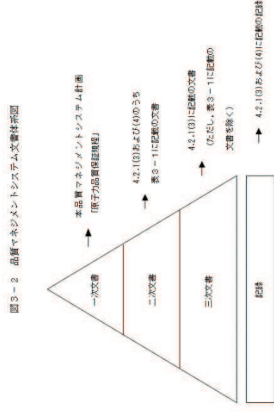 図3-2 品質マネジメントシステム文書体系図
一次文書
本品質マネジメントシステム計画
「原子力品質保証規程」
二次文書
4.2.1(3)および(4)のうち
表3-1に記載の文書
三次文書
4.2.1(3)に記載の文書
(ただし,表3-1に記載の
文書を除く)
記録
4.2.1(3)および(4)に記載の記録